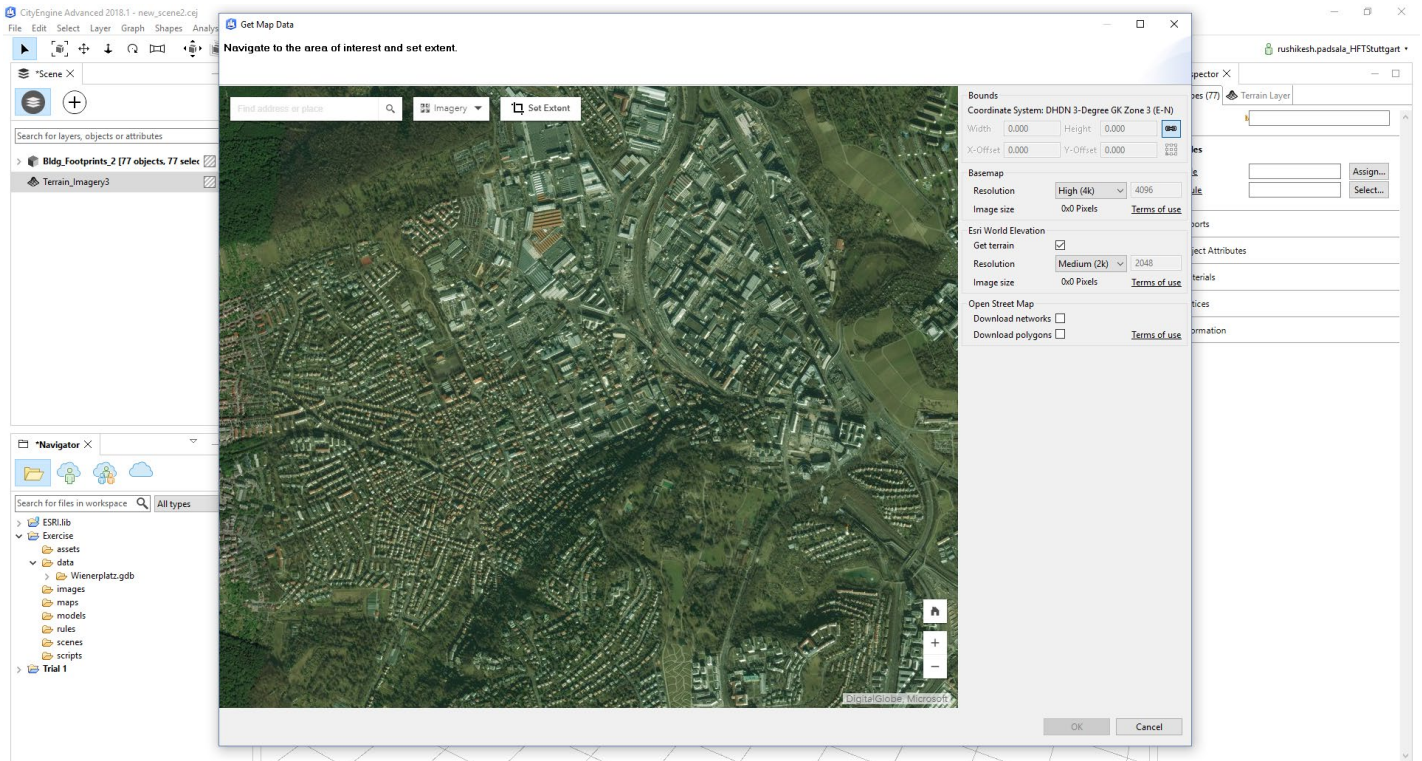 CityEngine Advanced 2018.1 - new_scene2.cej
File Edit Select Layer Graph Shapes Analys
rushikesh.padsala_HFTStuttgart
*Scene
Search for layers, objects or attributes
Bldg_Footprints_2 [77 objects, 77 selec
Terrain_Imagery3
*Navigator
Search for files in workspace
All types
ESRI.lib
Exercise
assets
data
Wienerplatz.gdb
images
maps
models
rules
scenes
scripts
Trial 1
Get Map Data
Navigate to the area of interest and set extent.
Find address or place
Imagery
Set Extent
DigitalGlobe, Microsoft
Bounds
Coordinate System: DHDN 3-Degree GK Zone 3 (E-N)
Width 0.000 Height 0.000
X-Offset 0.000 Y-Offset 0.000
Basemap
Resolution High (4k) 4096
Image size 0x0 Pixels Terms of use
Esri World Elevation
Get terrain
Resolution Medium (2k) 2048
Image size 0x0 Pixels Terms of use
Open Street Map
Download networks
Download polygons Terms of use
OK Cancel
spector
pes (77) Terrain Layer
les
e Assign...
ule Select...
ports
ject Attributes
terials
tices
ormation